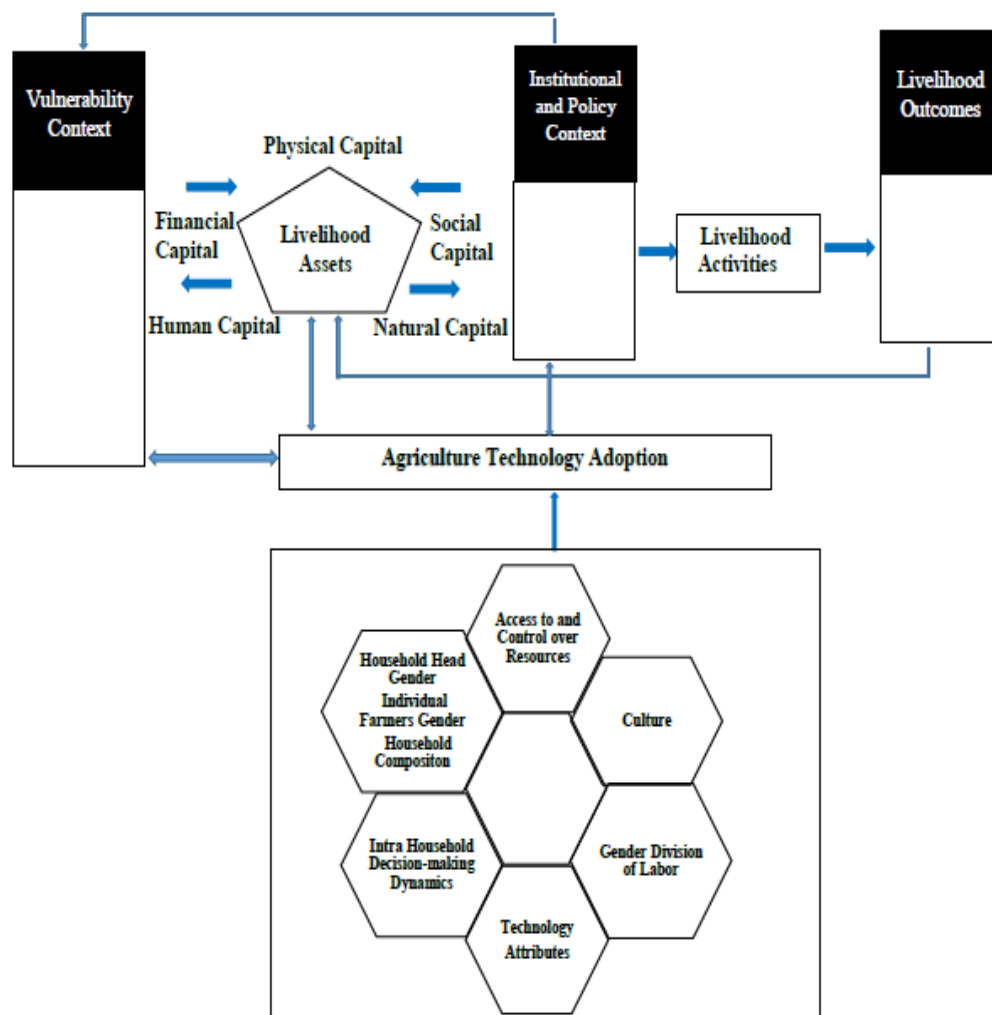 Vulnerability
Context
Institutional
and Policy
Context
Livelihood
Outcomes
Physical Capital
Financial
Capital
Livelihood
Assets
Social
Capital
Human Capital
Natural Capital
Livelihood
Activities
Agriculture Technology Adoption
Access to and
Control over
Resources
Household Head
Gender
Individual
Farmers Gender
Household
Compositon
Culture
Intra Household
Decision-making
Dynamics
Gender Division
of Labor
Technology
Attributes